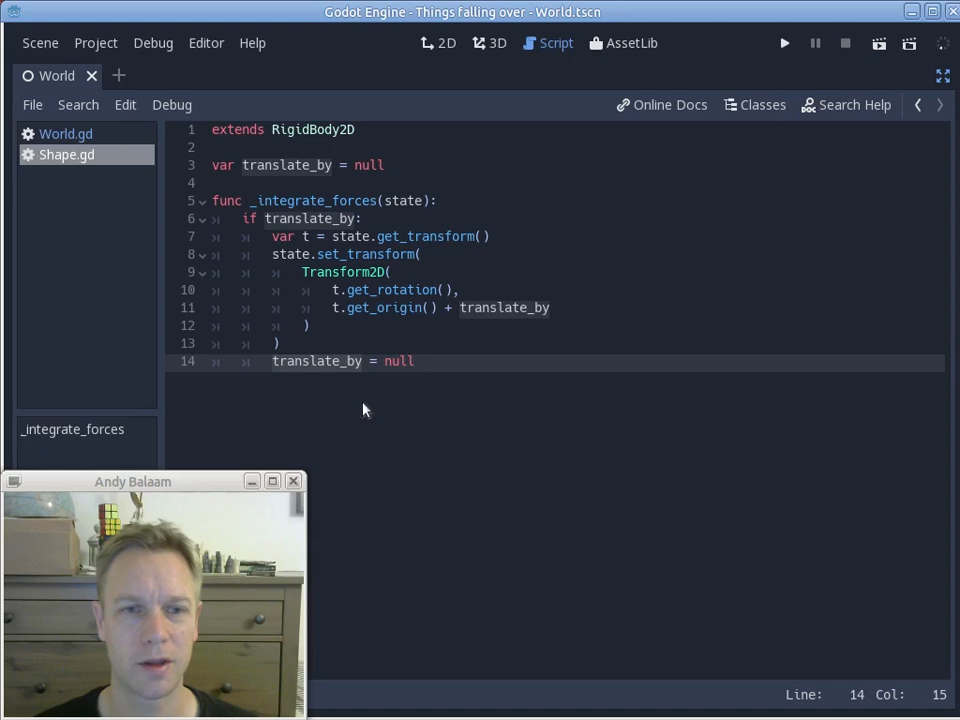 Godot Engine - Things falling over - World.tscn
Scene Project Debug Editor Help 2D 3D Script AssetLib
World
File Search Edit Debug Online Docs Classes Search Help
World.gd
Shape.gd
1 extends RigidBody2D
2
3 var translate_by = null
4
5 func _integrate_forces(state):
6 if translate_by:
7 var t = state.get_transform()
8 state.set_transform(
9 Transform2D(
10 t.get_rotation(),
11 t.get_origin() + translate_by
12 )
13 )
14 translate_by = null
_integrate_forces
Andy Balaam
Line: 14 Col: 15